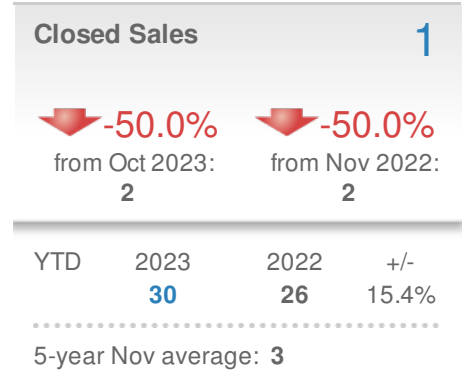 Closed Sales 1
-50.0% -50.0%
from Oct 2023: from Nov 2022:
2 2
YTD 2023 2022 +/-
30 26 15.4%
5-year Nov average: 3